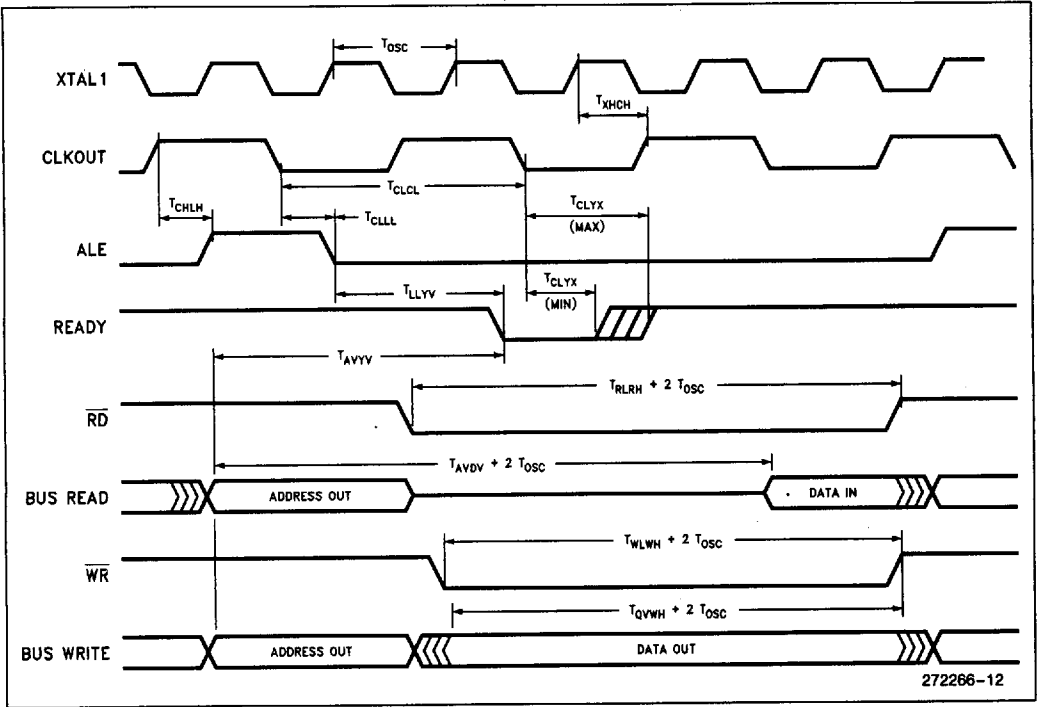 T_OSC
XTAL1
T_XHCH
CLKOUT
T_CLCL
T_CHLH
T_CLLL
T_CLYX
(MAX)
ALE
T_LLYV
T_CLYX
(MIN)
READY
T_AVYV
T_RLRH + 2 T_OSC
RD
T_AVDV + 2 T_OSC
BUS READ
ADDRESS OUT
DATA IN
T_WLWH + 2 T_OSC
WR
T_QVWH + 2 T_OSC
BUS WRITE
ADDRESS OUT
DATA OUT
272266-12